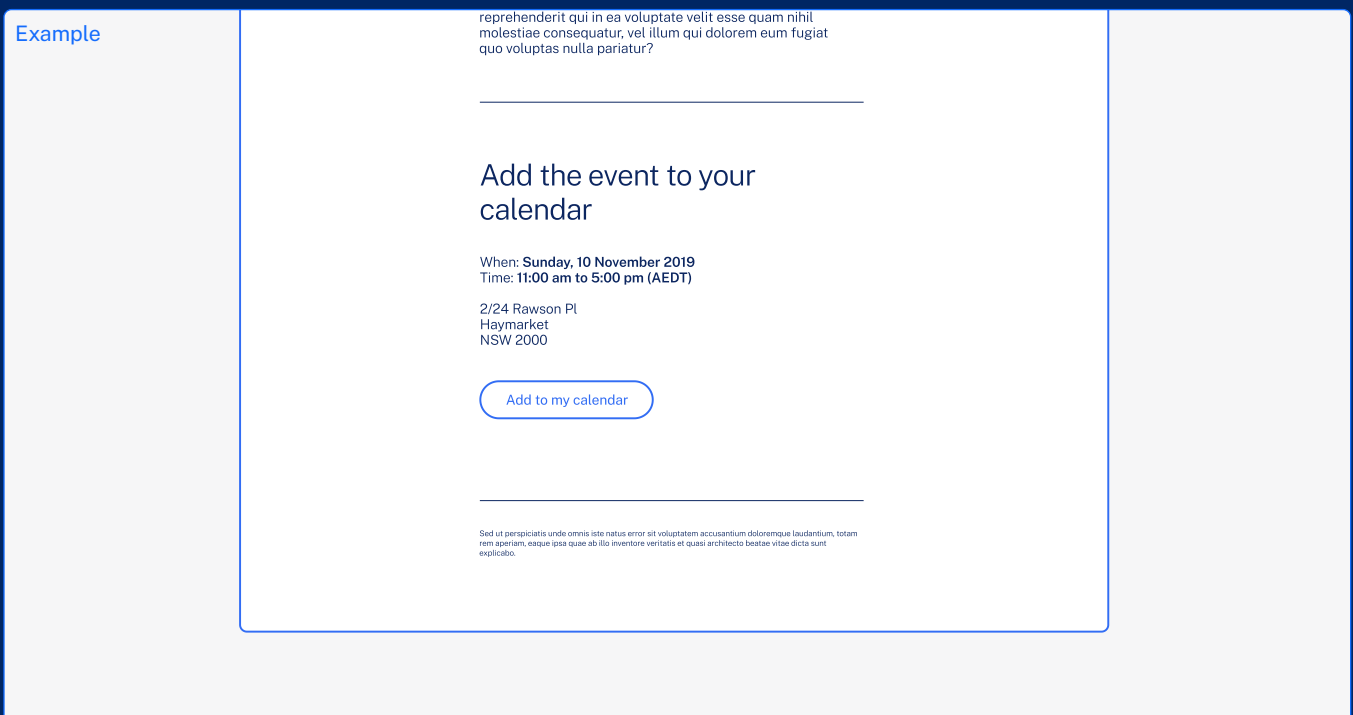 Example
reprehenderit qui in ea voluptate velit esse quam nihil
molestiae consequatur, vel illum qui dolorem eum fugiat
quo voluptas nulla pariatur?
Add the event to your
calendar
When: Sunday, 10 November 2019
Time: 11:00 am to 5:00 pm (AEDT)
2/24 Rawson Pl
Haymarket
NSW 2000
Add to my calendar
Sed ut perspiciatis unde omnis iste natus error sit voluptatem accusantium doloremque laudantium, totam
rem aperiam, eaque ipsa quae ab illo inventore veritatis et quasi architecto beatae vitae dicta sunt
explicabo.